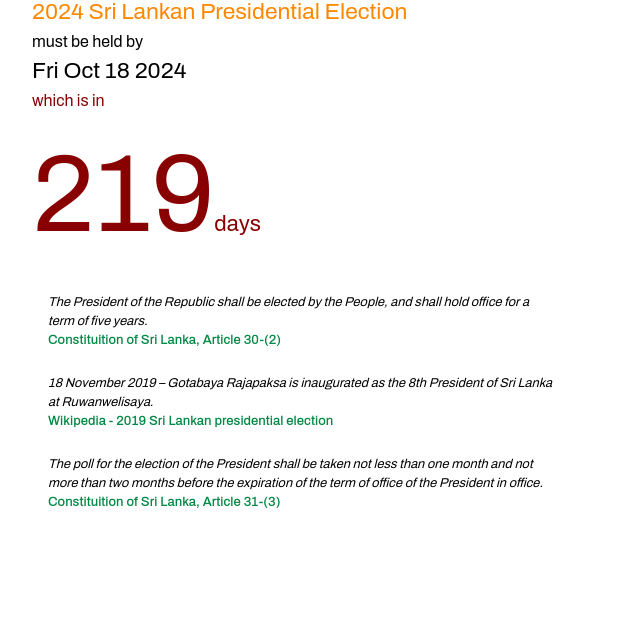 2024 Sri Lankan Presidential Election
must be held by
Fri Oct 18 2024
which is in
219 days
The President of the Republic shall be elected by the People, and shall hold office for a
term of five years.
Constituition of Sri Lanka, Article 30-(2)
18 November 2019 – Gotabaya Rajapaksa is inaugurated as the 8th President of Sri Lanka
at Ruwanwelisaya.
Wikipedia - 2019 Sri Lankan presidential election
The poll for the election of the President shall be taken not less than one month and not
more than two months before the expiration of the term of office of the President in office.
Constituition of Sri Lanka, Article 31-(3)